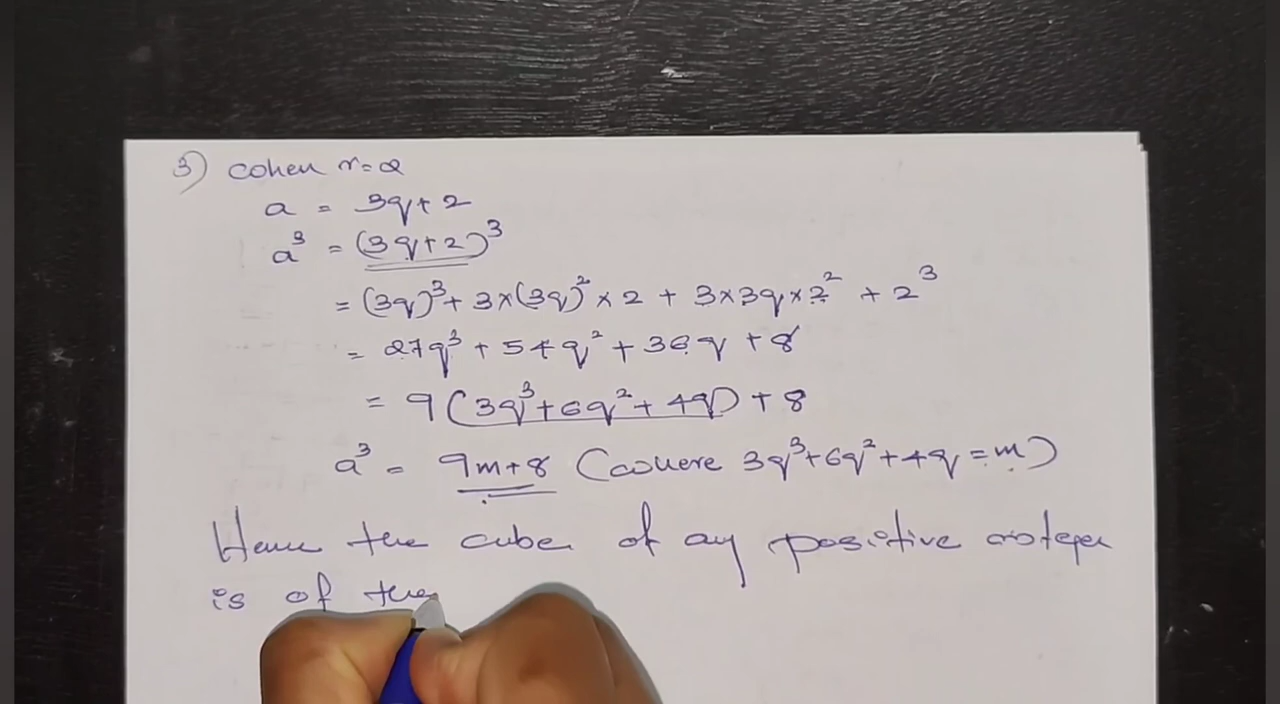 3) when r=2
a = 3q+2
a³ = (3q+2)³
= (3q)³+ 3×(3q)²×2 + 3×3q×2² + 2³
= 27q³ + 54q² + 36q + 8
= 9(3q³+6q²+4q) + 8
a³ = 9m+8 (where 3q³+6q²+4q=m)
Hence the cube of any positive integer
is of the